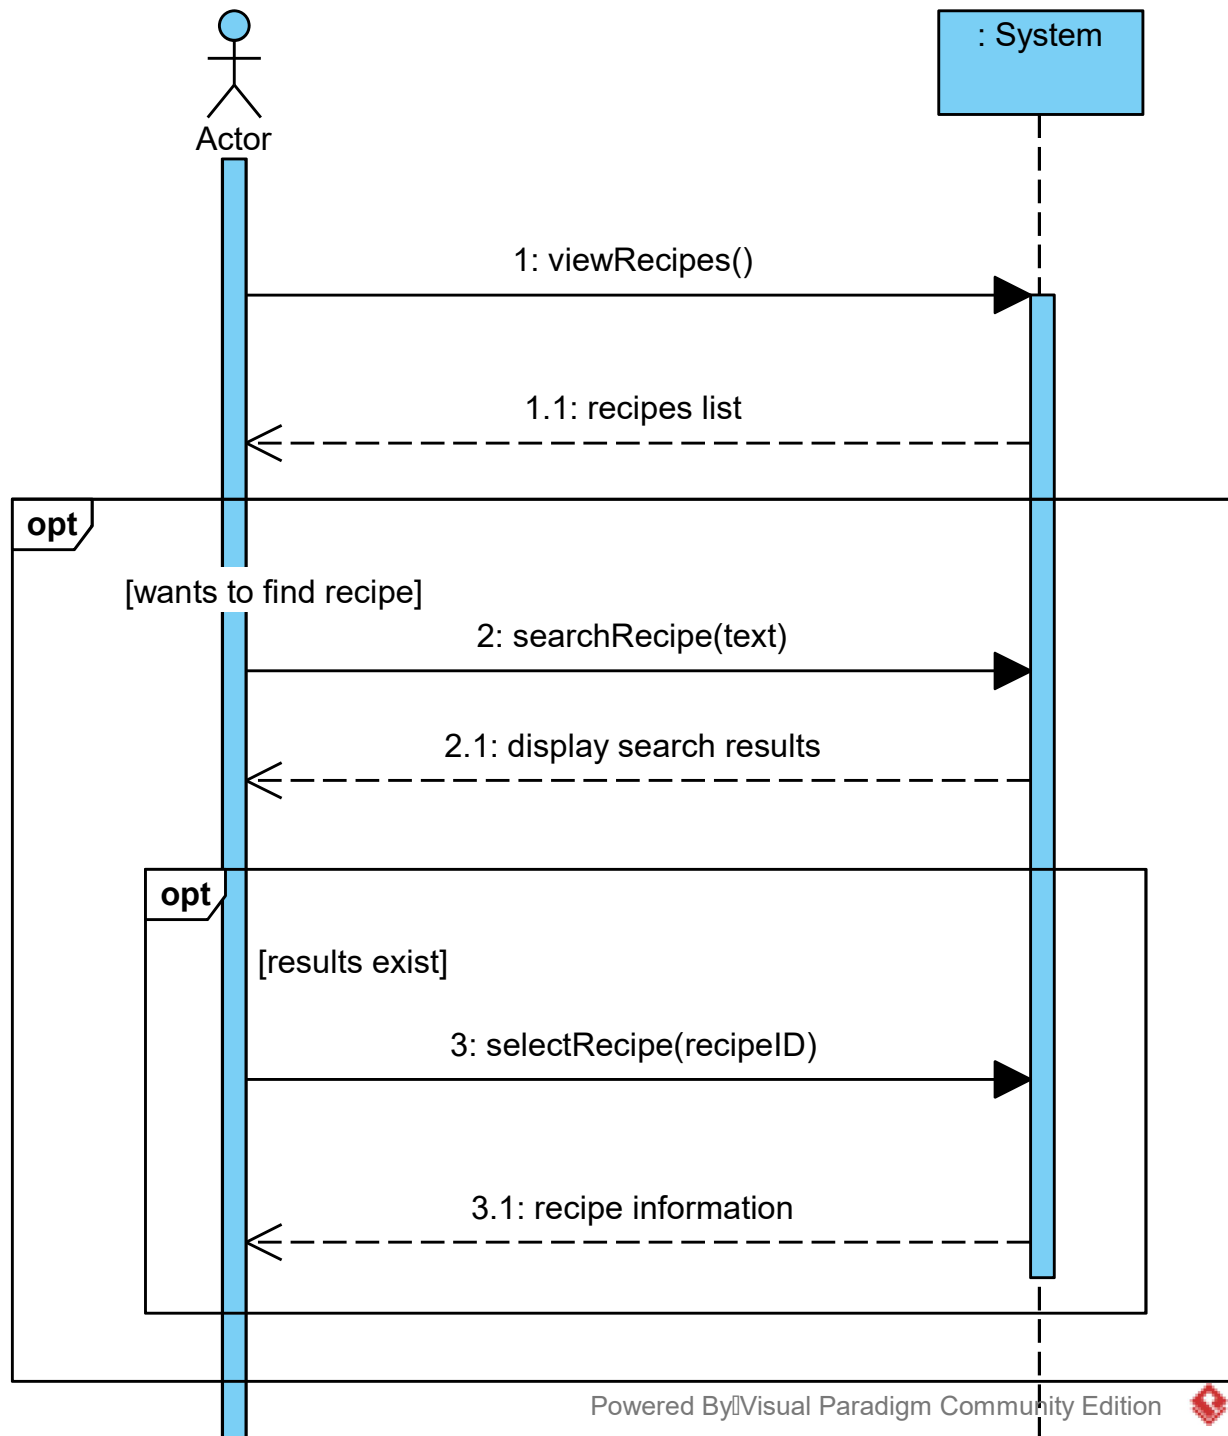 : System
Actor
1: viewRecipes()
1.1: recipes list
opt
[wants to find recipe]
2: searchRecipe(text)
2.1: display search results
opt
[results exist]
3: selectRecipe(recipeID)
3.1: recipe information
Powered By Visual Paradigm Community Edition